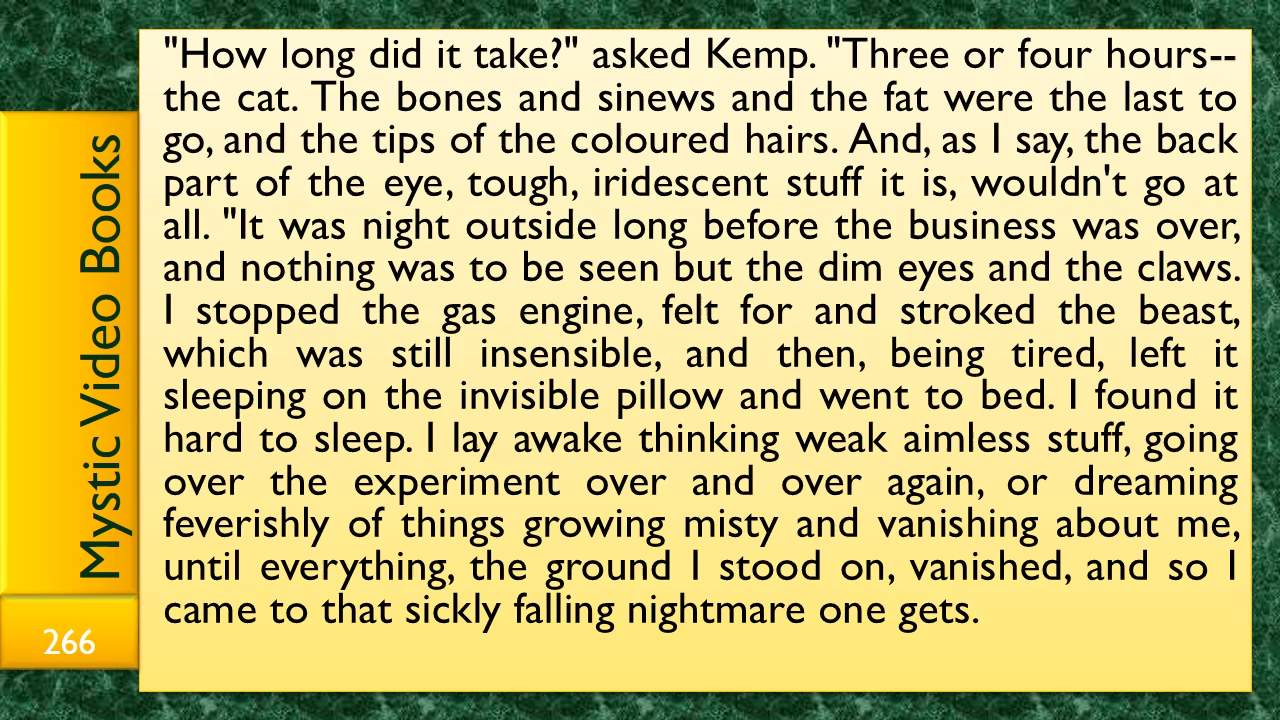 "How long did it take?" asked Kemp. "Three or four hours--
the cat. The bones and sinews and the fat were the last to
go, and the tips of the coloured hairs. And, as I say, the back
part of the eye, tough, iridescent stuff it is, wouldn't go at
all. "It was night outside long before the business was over,
and nothing was to be seen but the dim eyes and the claws.
I stopped the gas engine, felt for and stroked the beast,
which was still insensible, and then, being tired, left it
sleeping on the invisible pillow and went to bed. I found it
hard to sleep. I lay awake thinking weak aimless stuff, going
over the experiment over and over again, or dreaming
feverishly of things growing misty and vanishing about me,
until everything, the ground I stood on, vanished, and so I
came to that sickly falling nightmare one gets.
Mystic Video Books
266